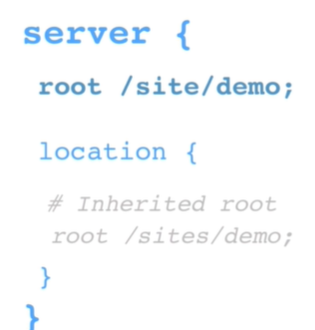 server {
root /site/demo;
location {
# Inherited root
root /sites/demo;
}
}